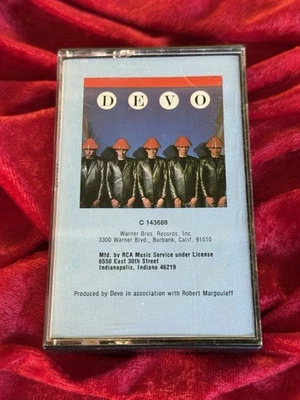 DEVO
C 143688
Warner Bros. Records, Inc.
3300 Warner Blvd., Burbank, Calif. 91510
Mfd. by RCA Music Service under License
6550 East 30th Street
Indianapolis, Indiana 46219
Produced by Devo in association with Robert Margouleff